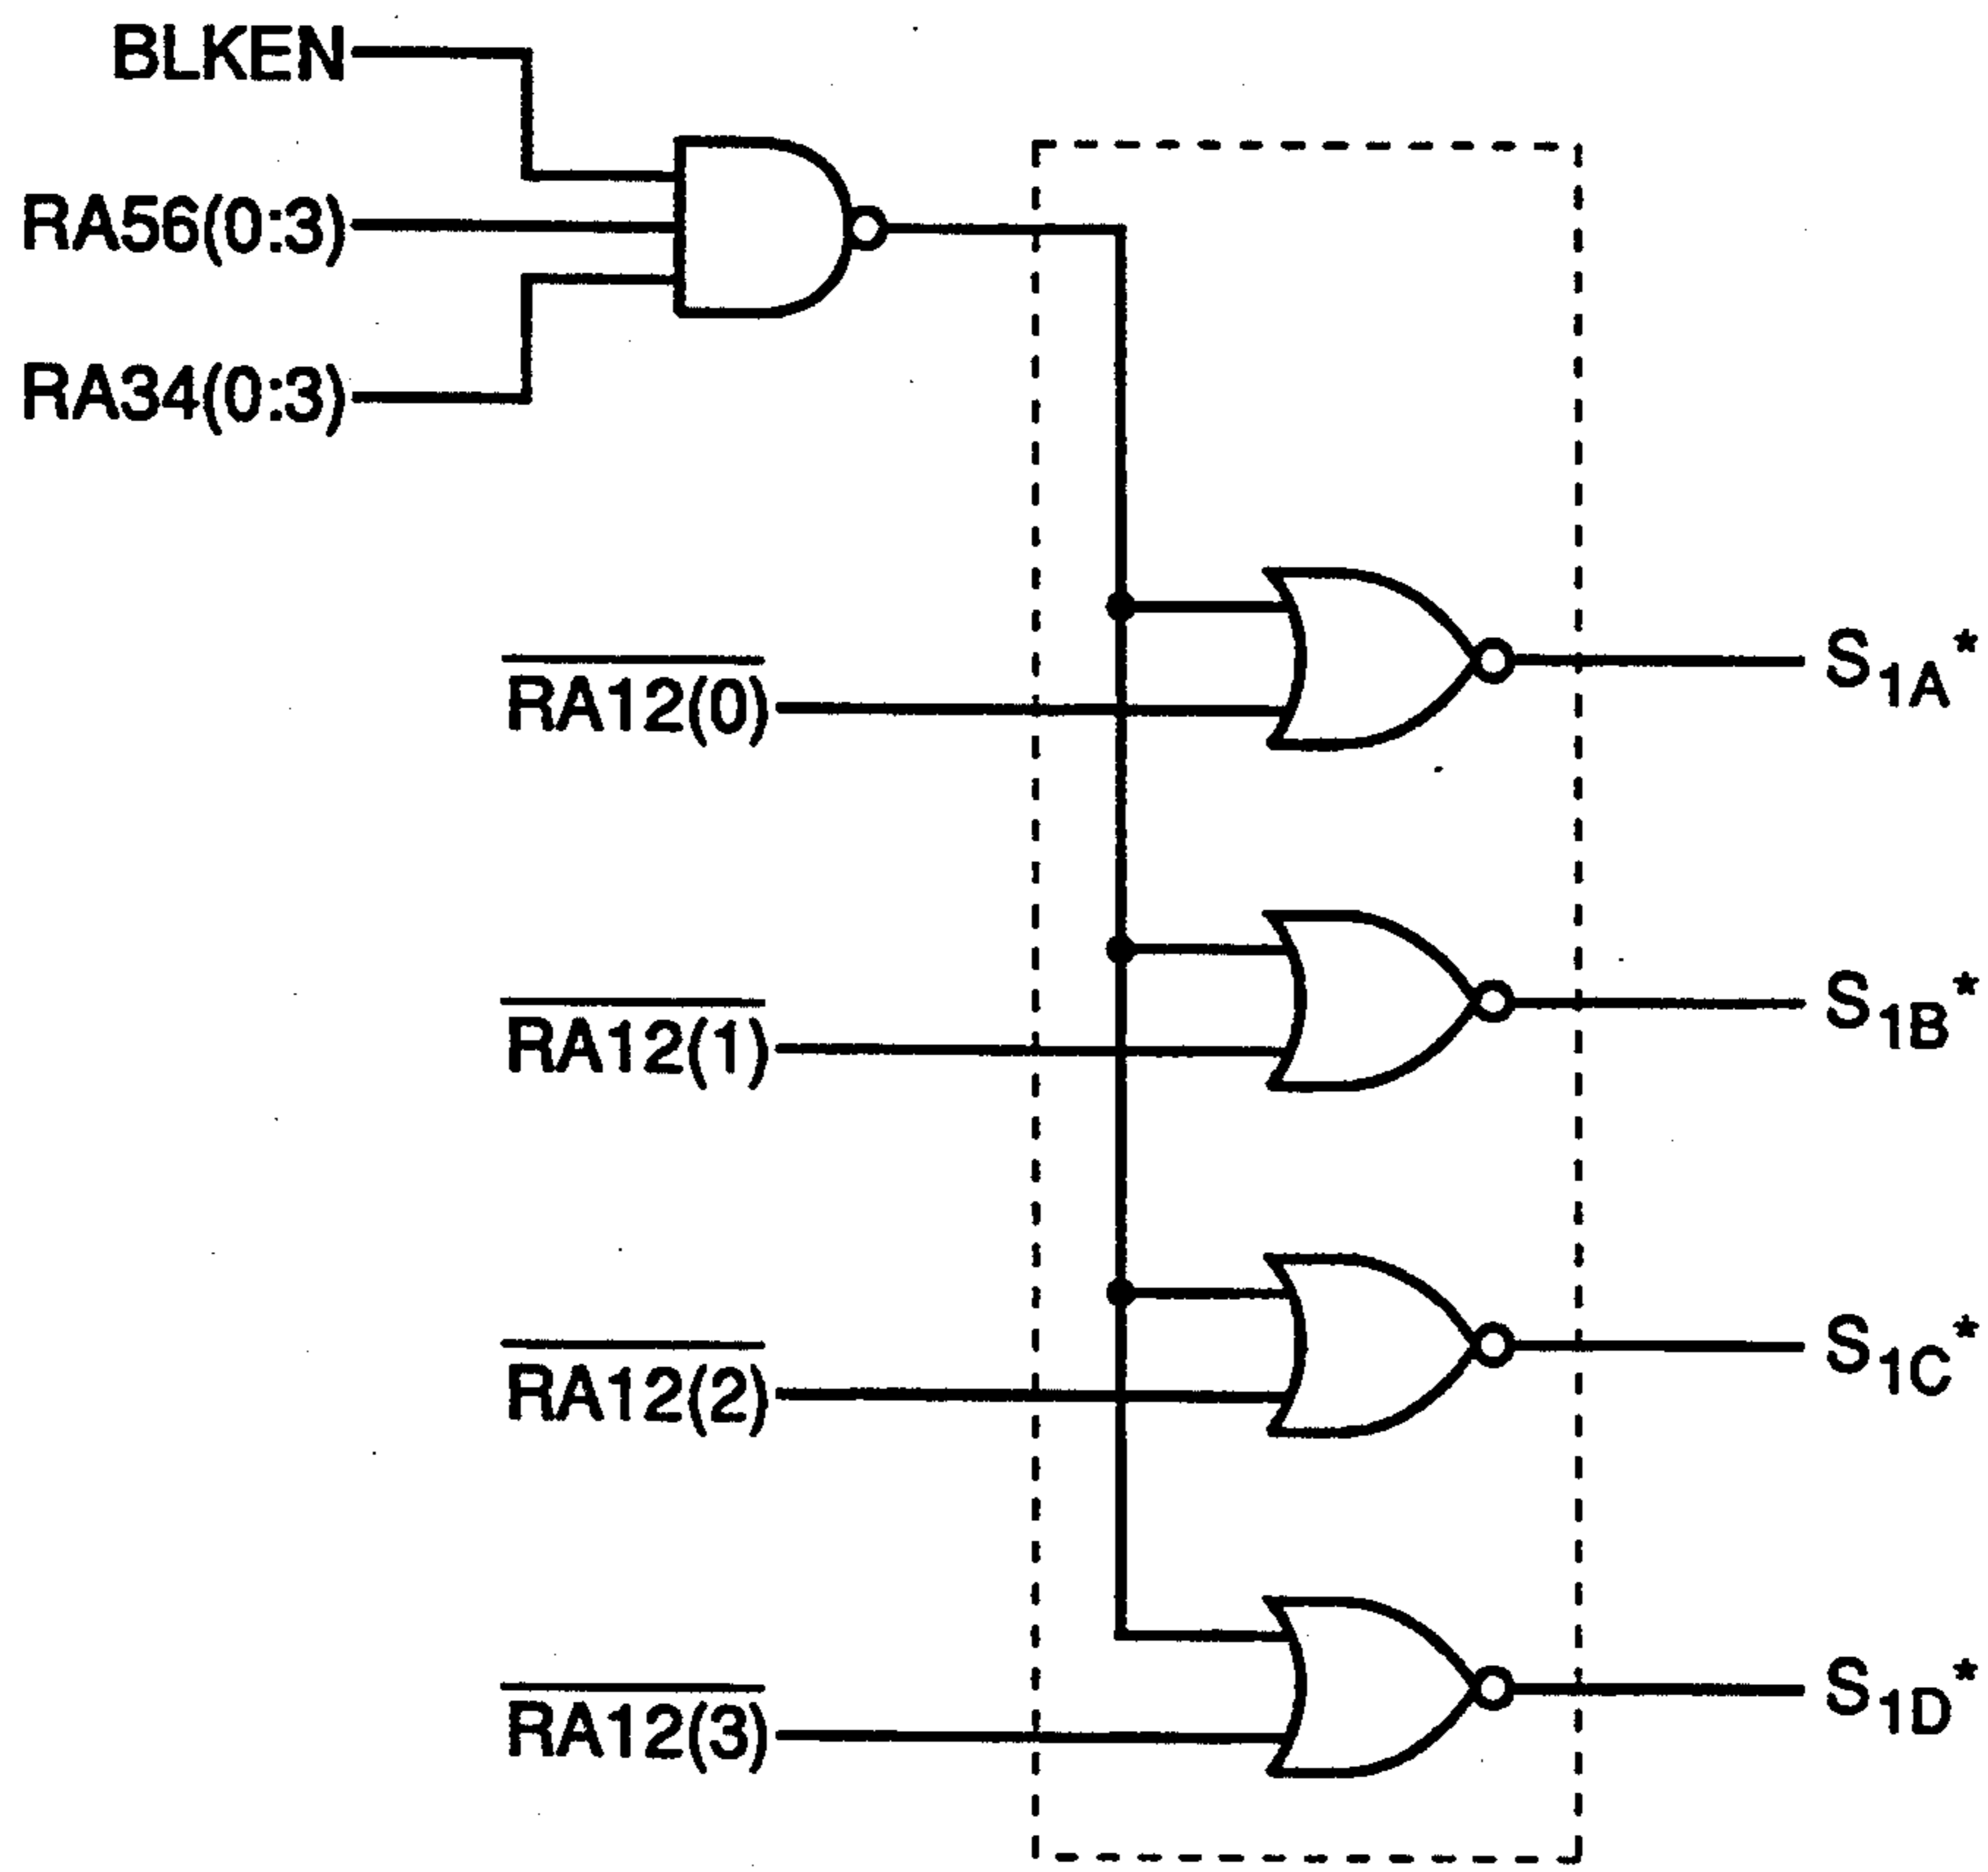 BLKEN
RA56(0:3)
RA34(0:3)
RA12(0)
S1A*
RA12(1)
S1B*
RA12(2)
S1C*
RA12(3)
S1D*